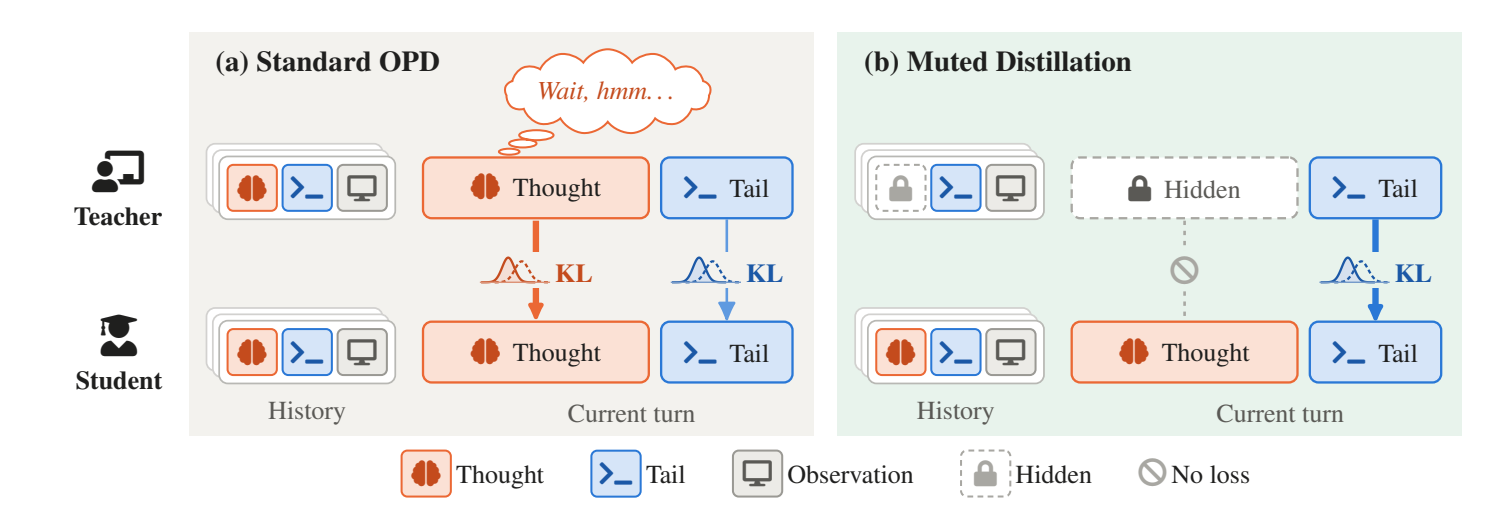 (a) Standard OPD
Wait, hmm...
Teacher
Thought
Tail
KL
KL
Student
Thought
Tail
History
Current turn
(b) Muted Distillation
Hidden
Tail
KL
Thought
Tail
History
Current turn
Thought
Tail
Observation
Hidden
No loss